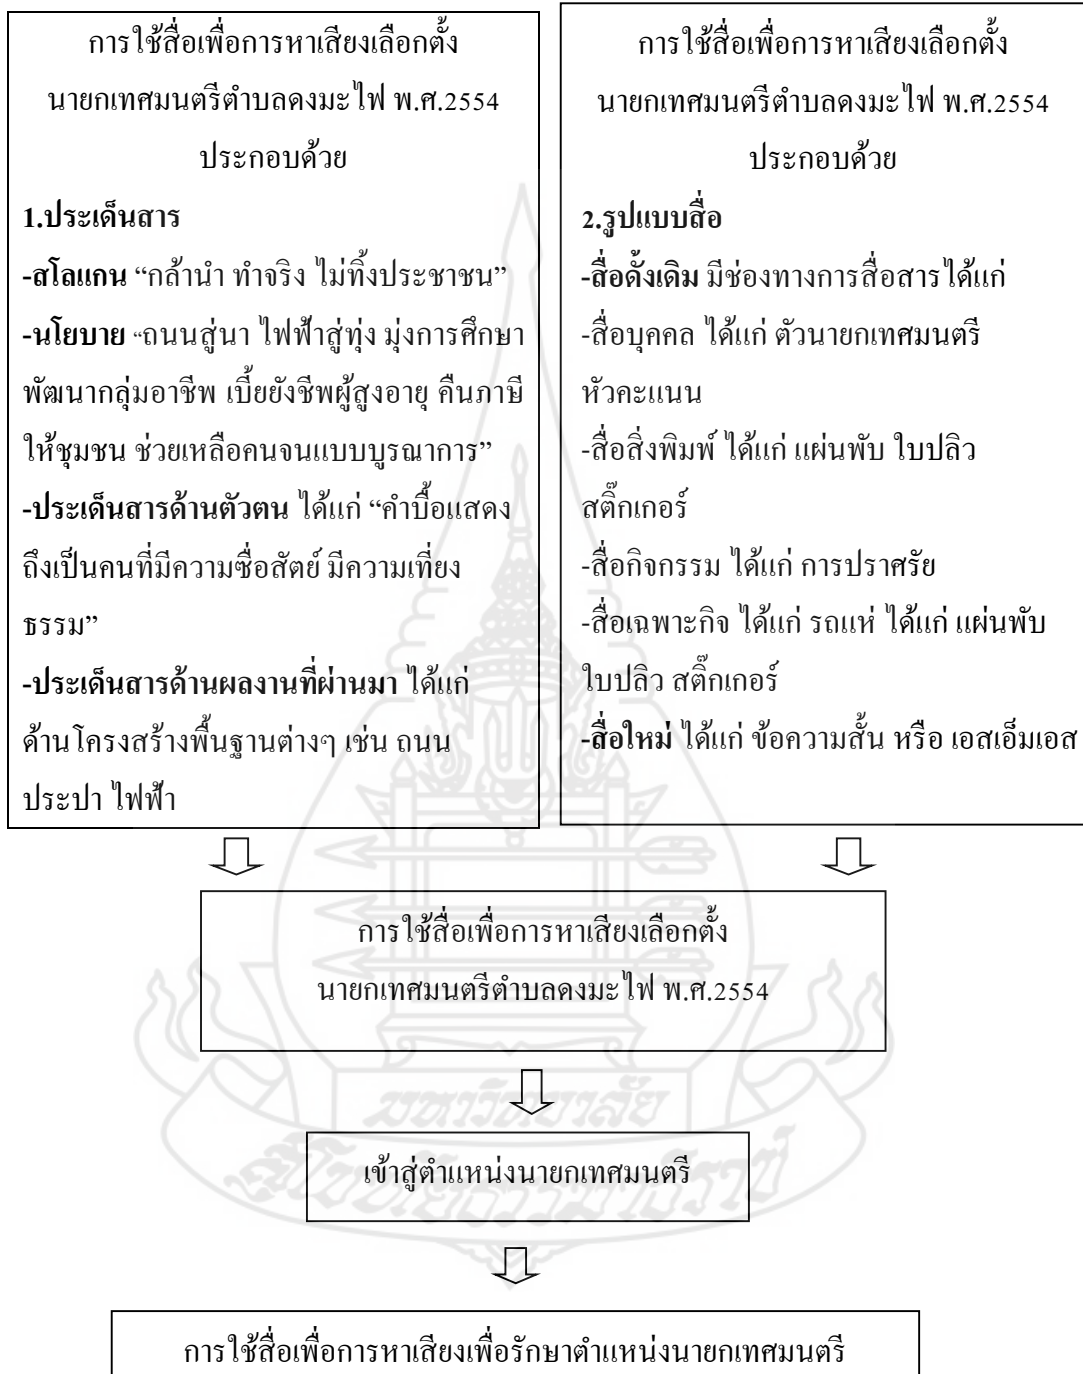 การใช้สื่อเพื่อการหาเสียงเลือกตั้ง
นายกเทศมนตรีตำบลดงมะไฟ พ.ศ.2554
ประกอบด้วย
1.ประเด็นสาร
-สโลแกน “กล้านำ ทำจริง ไม่ทิ้งประชาชน”
-นโยบาย “ถนนสู่นา ไฟฟ้าสู่ทุ่ง มุ่งการศึกษา
พัฒนากลุ่มอาชีพ เบี้ยยังชีพผู้สูงอายุ คืนภาษี
ให้ชุมชน ช่วยเหลือคนจนแบบบูรณาการ”
-ประเด็นสารด้านตัวตน ได้แก่ “คำบื้อแสดง
ถึงเป็นคนที่มีความซื่อสัตย์ มีความเที่ยง
ธรรม”
-ประเด็นสารด้านผลงานที่ผ่านมา ได้แก่
ด้านโครงสร้างพื้นฐานต่างๆ เช่น ถนน
ประปา ไฟฟ้า
การใช้สื่อเพื่อการหาเสียงเลือกตั้ง
นายกเทศมนตรีตำบลดงมะไฟ พ.ศ.2554
ประกอบด้วย
2.รูปแบบสื่อ
-สื่อดั้งเดิม มีช่องทางการสื่อสารได้แก่
-สื่อบุคคล ได้แก่ ตัวนายกเทศมนตรี
หัวคะแนน
-สื่อสิ่งพิมพ์ ได้แก่ แผ่นพับ ใบปลิว
สติ๊กเกอร์
-สื่อกิจกรรม ได้แก่ การปราศรัย
-สื่อเฉพาะกิจ ได้แก่ รถแห่ ได้แก่ แผ่นพับ
ใบปลิว สติ๊กเกอร์
-สื่อใหม่ ได้แก่ ข้อความสั้น หรือ เอสเอ็มเอส
การใช้สื่อเพื่อการหาเสียงเลือกตั้ง
นายกเทศมนตรีตำบลดงมะไฟ พ.ศ.2554
มหาวิทยาลัย
สุโขทัยธรรมาธิราช
เข้าสู่ตำแหน่งนายกเทศมนตรี
การใช้สื่อเพื่อการหาเสียงเพื่อรักษาตำแหน่งนายกเทศมนตรี